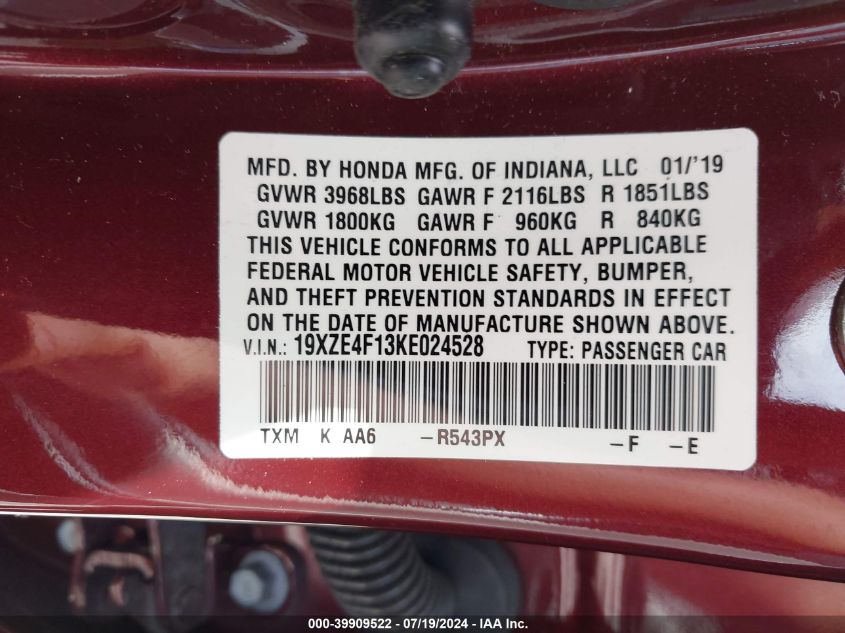 MFD. BY HONDA MFG. OF INDIANA, LLC 01/'19
GVWR 3968LBS GAWR F 2116LBS R 1851LBS
GVWR 1800KG GAWR F 960KG R 840KG
THIS VEHICLE CONFORMS TO ALL APPLICABLE
FEDERAL MOTOR VEHICLE SAFETY, BUMPER,
AND THEFT PREVENTION STANDARDS IN EFFECT
ON THE DATE OF MANUFACTURE SHOWN ABOVE.
V.I.N.: 19XZE4F13KE024528 TYPE: PASSENGER CAR
TXM K AA6 –R543PX –F –E
000-39909522 - 07/19/2024 - IAA Inc.